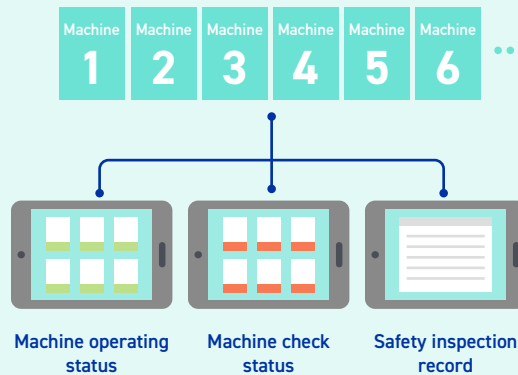 Machine Machine Machine Machine Machine Machine
1 2 3 4 5 6
Machine operating
status
Machine check
status
Safety inspection
record